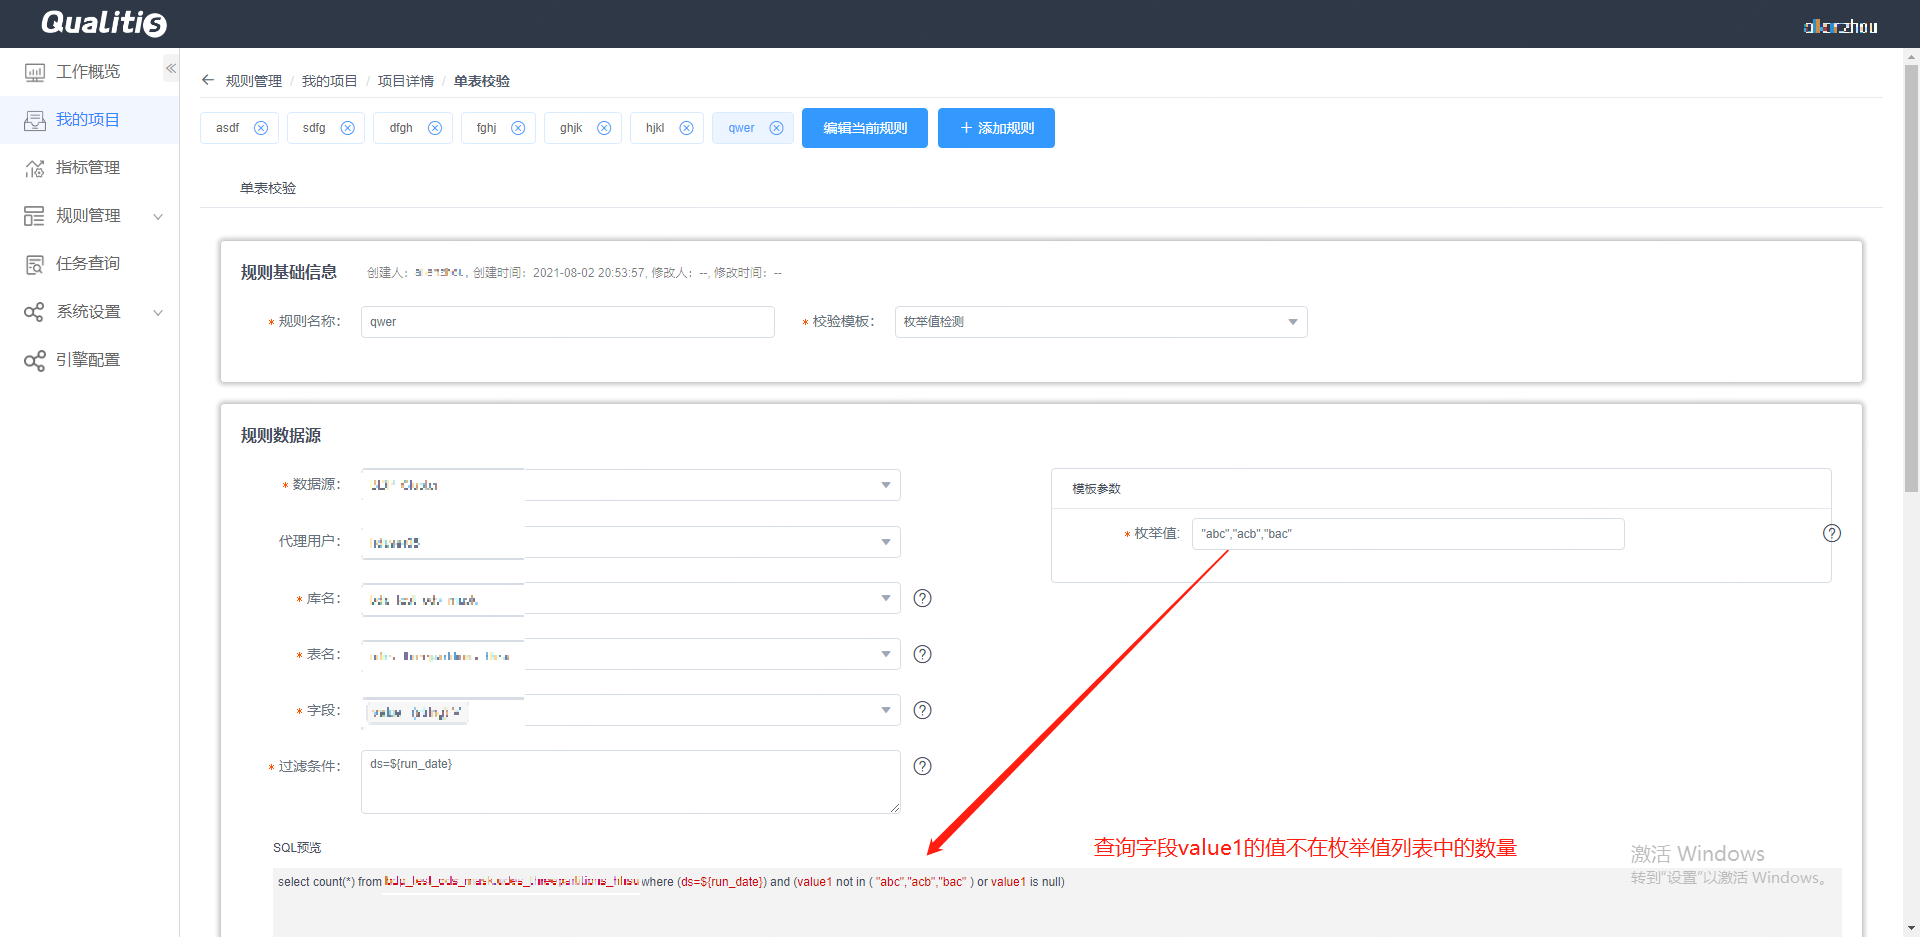 Qualitis
工作概览
我的项目
指标管理
规则管理
任务查询
系统设置
引擎配置
规则管理 / 我的项目 / 项目详情 / 单表校验
asdf sdfg dfgh fghj ghjk hjkl qwer 编辑当前规则 + 添加规则
单表校验
规则基础信息 创建人: , 创建时间: 2021-08-02 20:53:57, 修改人: --, 修改时间: --
* 规则名称: qwer * 校验模板: 枚举值检测
规则数据源
* 数据源:
代理用户:
* 库名:
* 表名:
* 字段:
* 过滤条件: ds=${run_date}
模板参数
* 枚举值: "abc","acb","bac"
SQL预览
查询字段value1的值不在枚举值列表中的数量
select count(*) from where (ds=${run_date}) and (value1 not in ( "abc","acb","bac" ) or value1 is null)
激活 Windows
转到"设置"以激活 Windows。